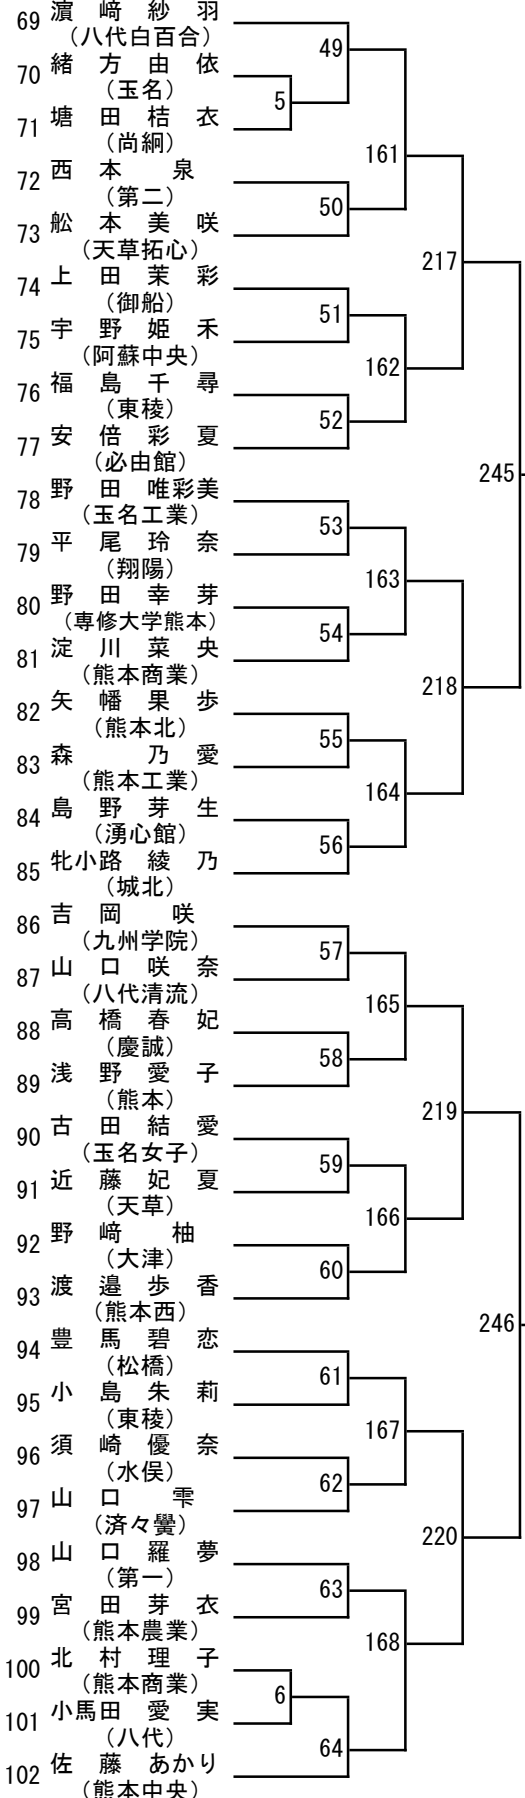 69 濵 﨑 紗 羽
(八代白百合)
70 緒 方 由 依
(玉名)
71 塘 田 桔 衣
(尚絅)
72 西 本 泉
(第二)
73 舩 本 美 咲
(天草拓心)
74 上 田 茉 彩
(御船)
75 宇 野 姫 禾
(阿蘇中央)
76 福 島 千 尋
(東稜)
77 安 倍 彩 夏
(必由館)
78 野 田 唯彩美
(玉名工業)
79 平 尾 玲 奈
(翔陽)
80 野 田 幸 芽
(専修大学熊本)
81 淀 川 菜 央
(熊本商業)
82 矢 幡 果 歩
(熊本北)
83 森 乃 愛
(熊本工業)
84 島 野 芽 生
(湧心館)
85 牝小路 綾 乃
(城北)
86 吉 岡 咲
(九州学院)
87 山 口 咲 奈
(八代清流)
88 高 橋 春 妃
(慶誠)
89 浅 野 愛 子
(熊本)
90 古 田 結 愛
(玉名女子)
91 近 藤 妃 夏
(天草)
92 野 﨑 柚
(大津)
93 渡 邉 歩 香
(熊本西)
94 豊 馬 碧 恋
(松橋)
95 小 島 朱 莉
(東稜)
96 須 崎 優 奈
(水俣)
97 山 口 雫
(済々黌)
98 山 口 羅 夢
(第一)
99 宮 田 芽 衣
(熊本農業)
100 北 村 理 子
(熊本商業)
101 小馬田 愛 実
(八代)
102 佐 藤 あかり
(熊本中央)
5
6
49
50
51
52
53
54
55
56
57
58
59
60
61
62
63
64
161
162
163
164
165
166
167
168
217
218
219
220
245
246